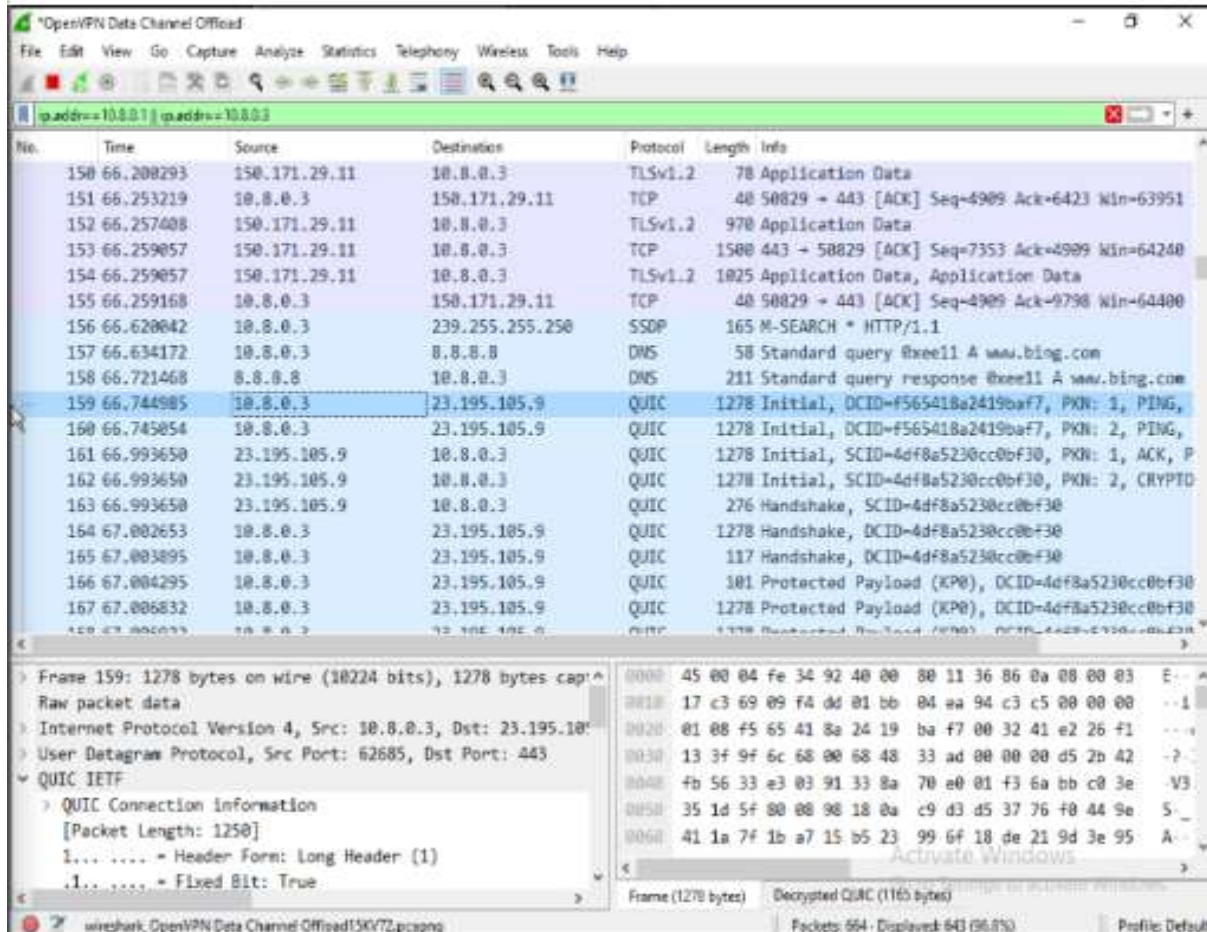 *OpenVPN Data Channel Offload
File Edit View Go Capture Analyze Statistics Telephony Wireless Tools Help
ip.addr==10.8.0.1 || ip.addr==10.8.0.3
No. Time Source Destination Protocol Length Info
150 66.200293 150.171.29.11 10.8.0.3 TLSv1.2 78 Application Data
151 66.253219 10.8.0.3 150.171.29.11 TCP 40 50829 → 443 [ACK] Seq=4909 Ack=6423 Win=63951
152 66.257408 150.171.29.11 10.8.0.3 TLSv1.2 970 Application Data
153 66.259057 150.171.29.11 10.8.0.3 TCP 1500 443 → 50829 [ACK] Seq=7353 Ack=4909 Win=64240
154 66.259057 150.171.29.11 10.8.0.3 TLSv1.2 1025 Application Data, Application Data
155 66.259168 10.8.0.3 150.171.29.11 TCP 40 50829 → 443 [ACK] Seq=4909 Ack=9798 Win=64400
156 66.620042 10.8.0.3 239.255.255.250 SSDP 165 M-SEARCH * HTTP/1.1
157 66.634172 10.8.0.3 8.8.8.8 DNS 58 Standard query 0xee11 A www.bing.com
158 66.721468 8.8.8.8 10.8.0.3 DNS 211 Standard query response 0xee11 A www.bing.com
159 66.744985 10.8.0.3 23.195.105.9 QUIC 1278 Initial, DCID=f565418a2419baf7, PKN: 1, PING,
160 66.745054 10.8.0.3 23.195.105.9 QUIC 1278 Initial, DCID=f565418a2419baf7, PKN: 2, PING,
161 66.993650 23.195.105.9 10.8.0.3 QUIC 1278 Initial, SCID=4df8a5230cc0bf30, PKN: 1, ACK, P
162 66.993650 23.195.105.9 10.8.0.3 QUIC 1278 Initial, SCID=4df8a5230cc0bf30, PKN: 2, CRYPTO
163 66.993650 23.195.105.9 10.8.0.3 QUIC 276 Handshake, SCID=4df8a5230cc0bf30
164 67.002653 10.8.0.3 23.195.105.9 QUIC 1278 Handshake, DCID=4df8a5230cc0bf30
165 67.003895 10.8.0.3 23.195.105.9 QUIC 117 Handshake, DCID=4df8a5230cc0bf30
166 67.004295 10.8.0.3 23.195.105.9 QUIC 101 Protected Payload (KP0), DCID=4df8a5230cc0bf30
167 67.006832 10.8.0.3 23.195.105.9 QUIC 1278 Protected Payload (KP0), DCID=4df8a5230cc0bf30
Frame 159: 1278 bytes on wire (10224 bits), 1278 bytes capt
Raw packet data
Internet Protocol Version 4, Src: 10.8.0.3, Dst: 23.195.105
User Datagram Protocol, Src Port: 62685, Dst Port: 443
QUIC IETF
QUIC Connection information
[Packet Length: 1250]
1... .... = Header Form: Long Header (1)
.1.. .... = Fixed Bit: True
0000 45 00 04 fe 34 92 40 00 80 11 36 86 0a 08 00 03 E
0010 17 c3 69 09 f4 dd 01 bb 04 ea 94 c3 c5 00 00 00 ··i
0020 01 08 f5 65 41 8a 24 19 ba f7 00 32 41 e2 26 f1
0030 13 3f 9f 6c 68 00 68 48 33 ad 00 00 00 d5 2b 42 ·?·
0040 fb 56 33 e3 03 91 33 8a 70 e0 01 f3 6a bb c0 3e ·V3
0050 35 1d 5f 80 08 98 18 0a c9 d3 d5 37 76 f0 44 9e 5·_
0060 41 1a 7f 1b a7 15 b5 23 99 6f 18 de 21 9d 3e 95 A
Activate Windows
Frame (1278 bytes) Decrypted QUIC (1165 bytes)
wireshark_OpenVPN Data Channel Offload15KV72.pcapng Packets: 664 · Displayed: 643 (96.8%) Profile: Default